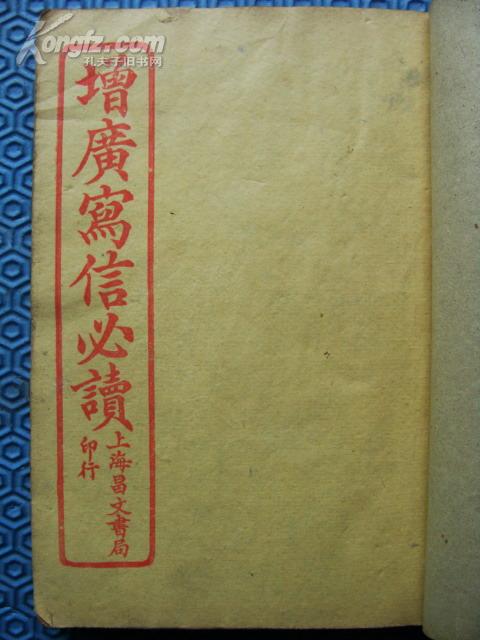 Kongfz.com
孔夫子旧书网
增廣寫信必讀
上海昌文書局
印行